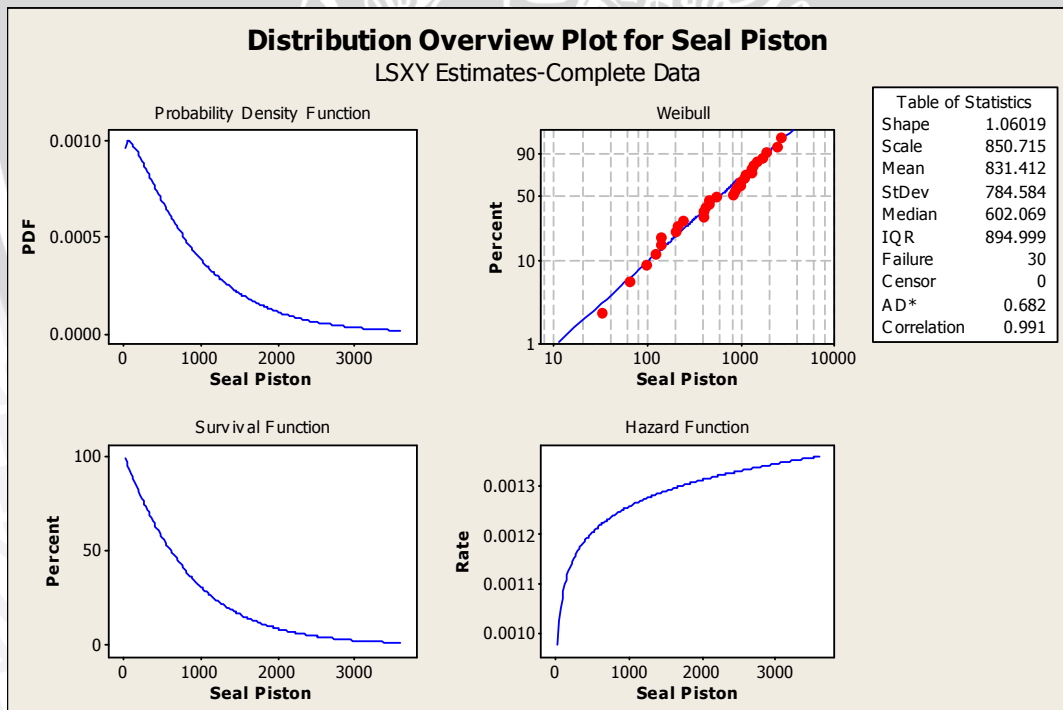 Distribution Overview Plot for Seal Piston
LSXY Estimates-Complete Data
Probability Density Function
0.0010
0.0005
0.0000
PDF
0 1000 2000 3000
Seal Piston
Weibull
90
50
10
1
Percent
10 100 1000 10000
Seal Piston
Table of Statistics
Shape 1.06019
Scale 850.715
Mean 831.412
StDev 784.584
Median 602.069
IQR 894.999
Failure 30
Censor 0
AD* 0.682
Correlation 0.991
Survival Function
100
50
0
Percent
0 1000 2000 3000
Seal Piston
Hazard Function
0.0013
0.0012
0.0011
0.0010
Rate
0 1000 2000 3000
Seal Piston